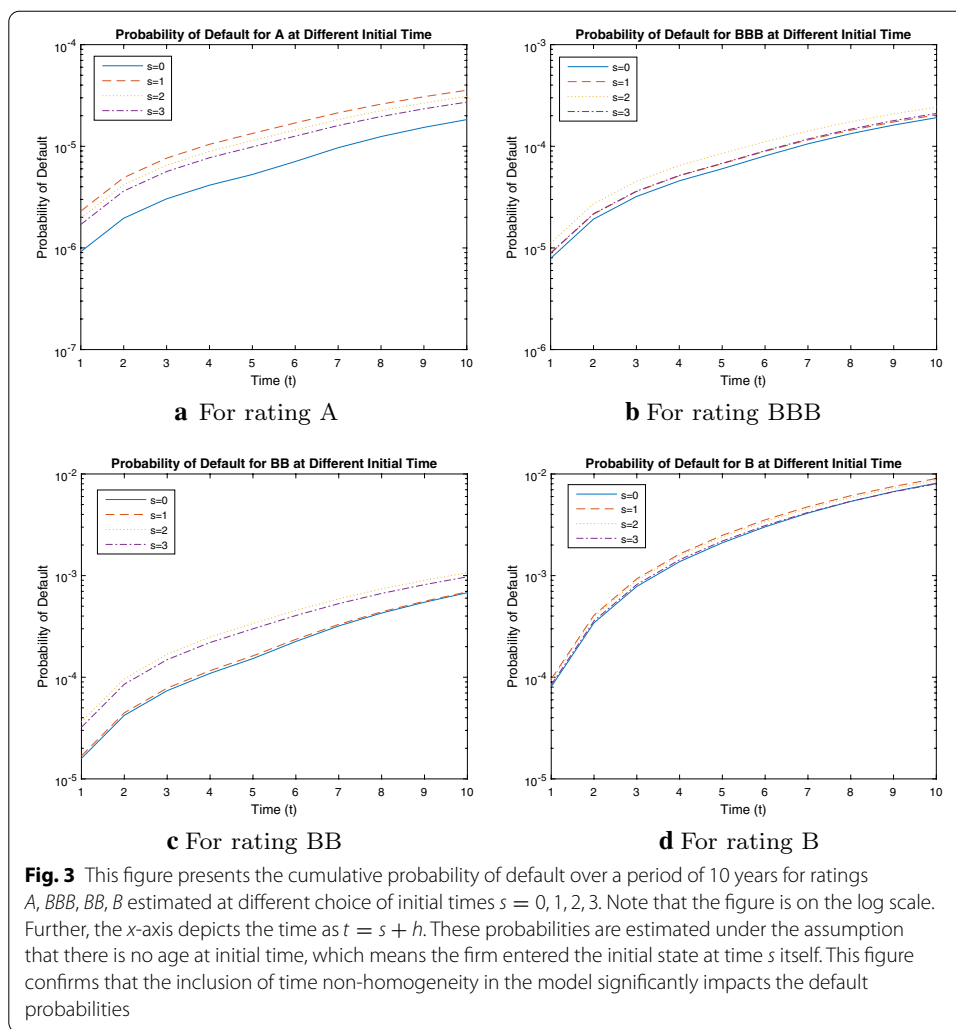 Probability of Default for A at Different Initial Time
10-4
s=0
s=1
s=2
s=3
10-5
10-6
10-7
Probability of Default
1 2 3 4 5 6 7 8 9 10
Time (t)
a For rating A
Probability of Default for BBB at Different Initial Time
10-3
s=0
s=1
s=2
s=3
10-4
10-5
10-6
Probability of Default
1 2 3 4 5 6 7 8 9 10
Time (t)
b For rating BBB
Probability of Default for BB at Different Initial Time
10-2
s=0
s=1
s=2
s=3
10-3
10-4
10-5
Probability of Default
1 2 3 4 5 6 7 8 9 10
Time (t)
c For rating BB
Probability of Default for B at Different Initial Time
10-2
s=0
s=1
s=2
s=3
10-3
10-4
10-5
Probability of Default
1 2 3 4 5 6 7 8 9 10
Time (t)
d For rating B
Fig. 3 This figure presents the cumulative probability of default over a period of 10 years for ratings
A, BBB, BB, B estimated at different choice of initial times s = 0, 1, 2, 3. Note that the figure is on the log scale.
Further, the x-axis depicts the time as t = s + h. These probabilities are estimated under the assumption
that there is no age at initial time, which means the firm entered the initial state at time s itself. This figure
confirms that the inclusion of time non-homogeneity in the model significantly impacts the default
probabilities